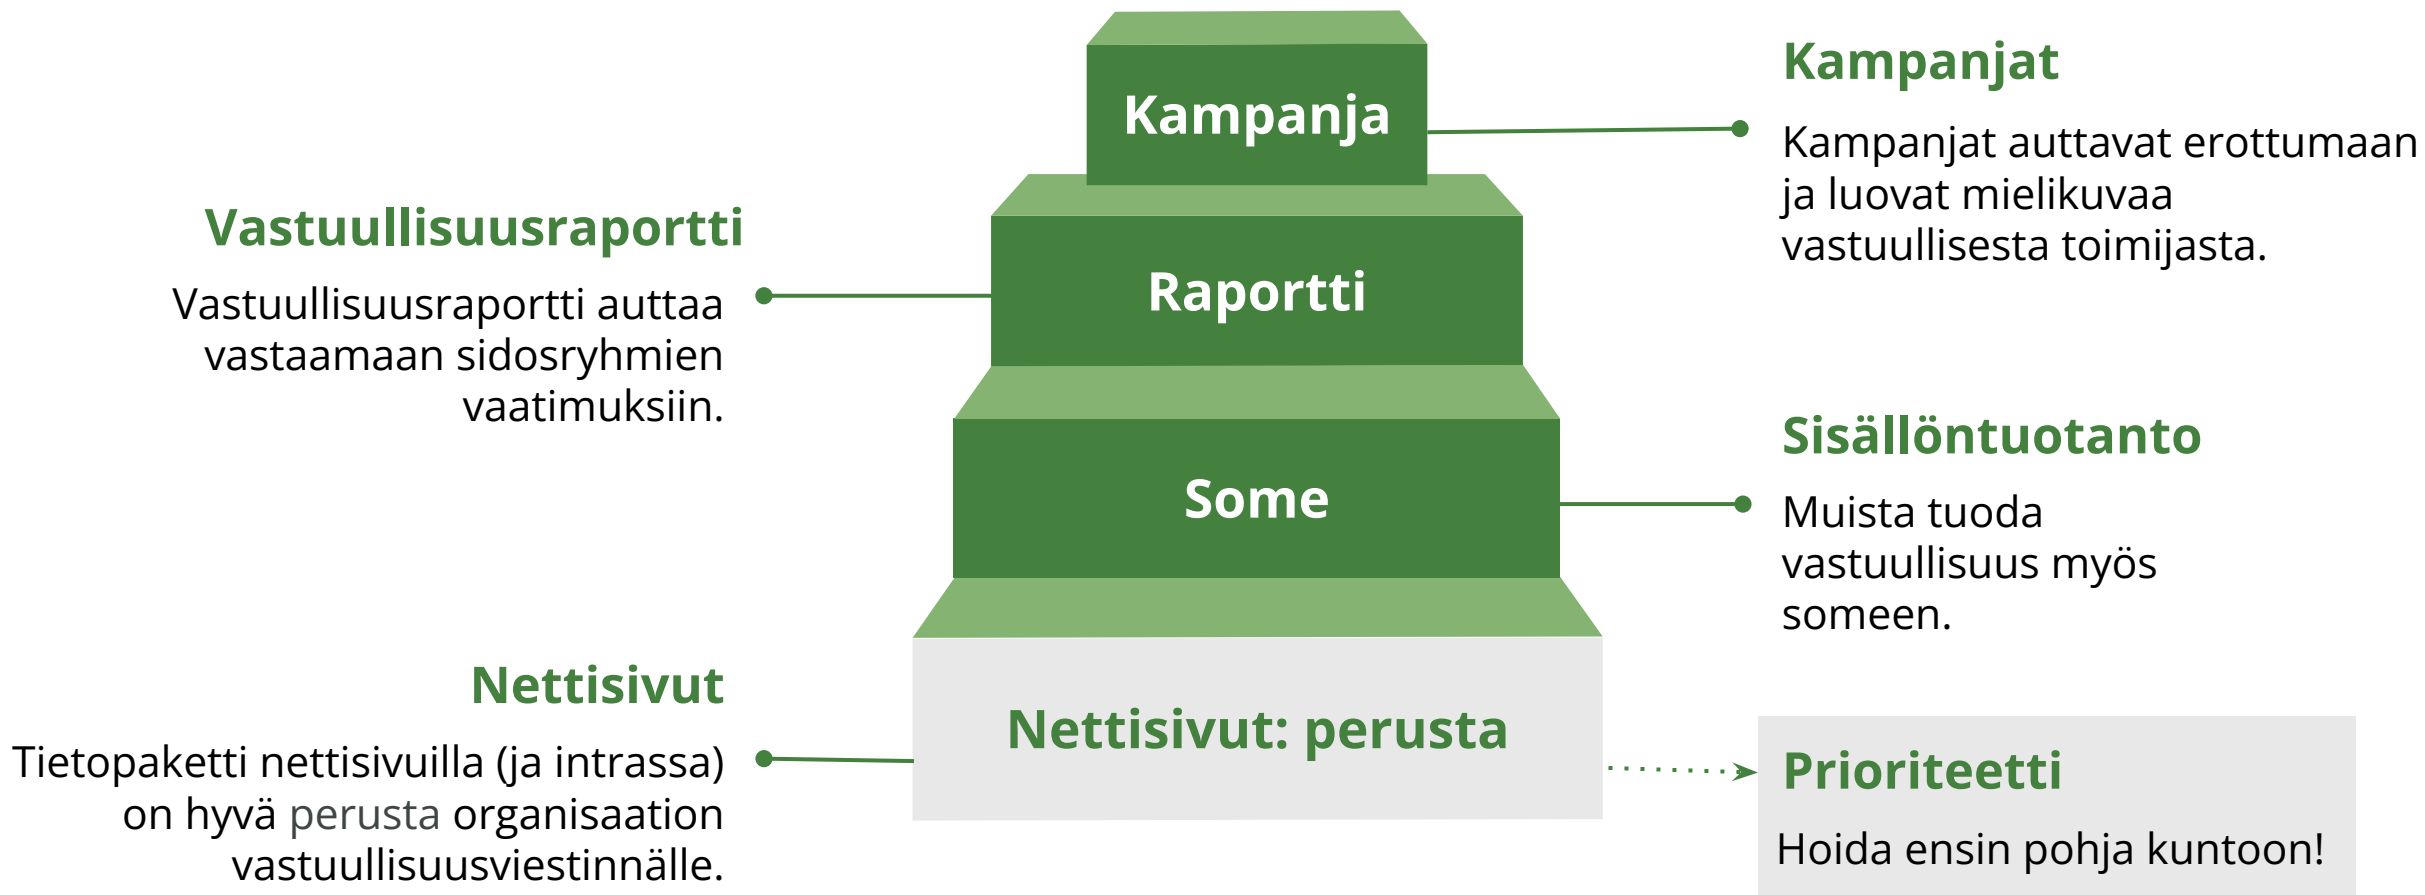 Kampanja
Kampanjat
Kampanjat auttavat erottumaan
ja luovat mielikuvaa
vastuullisesta toimijasta.
Vastuullisuusraportti
Vastuullisuusraportti auttaa
vastaamaan sidosryhmien
vaatimuksiin.
Raportti
Some
Sisällöntuotanto
Muista tuoda
vastuullisuus myös
someen.
Nettisivut
Tietopaketti nettisivuilla (ja intrassa)
on hyvä perusta organisaation
vastuullisuusviestinnälle.
Nettisivut: perusta
Prioriteetti
Hoida ensin pohja kuntoon!